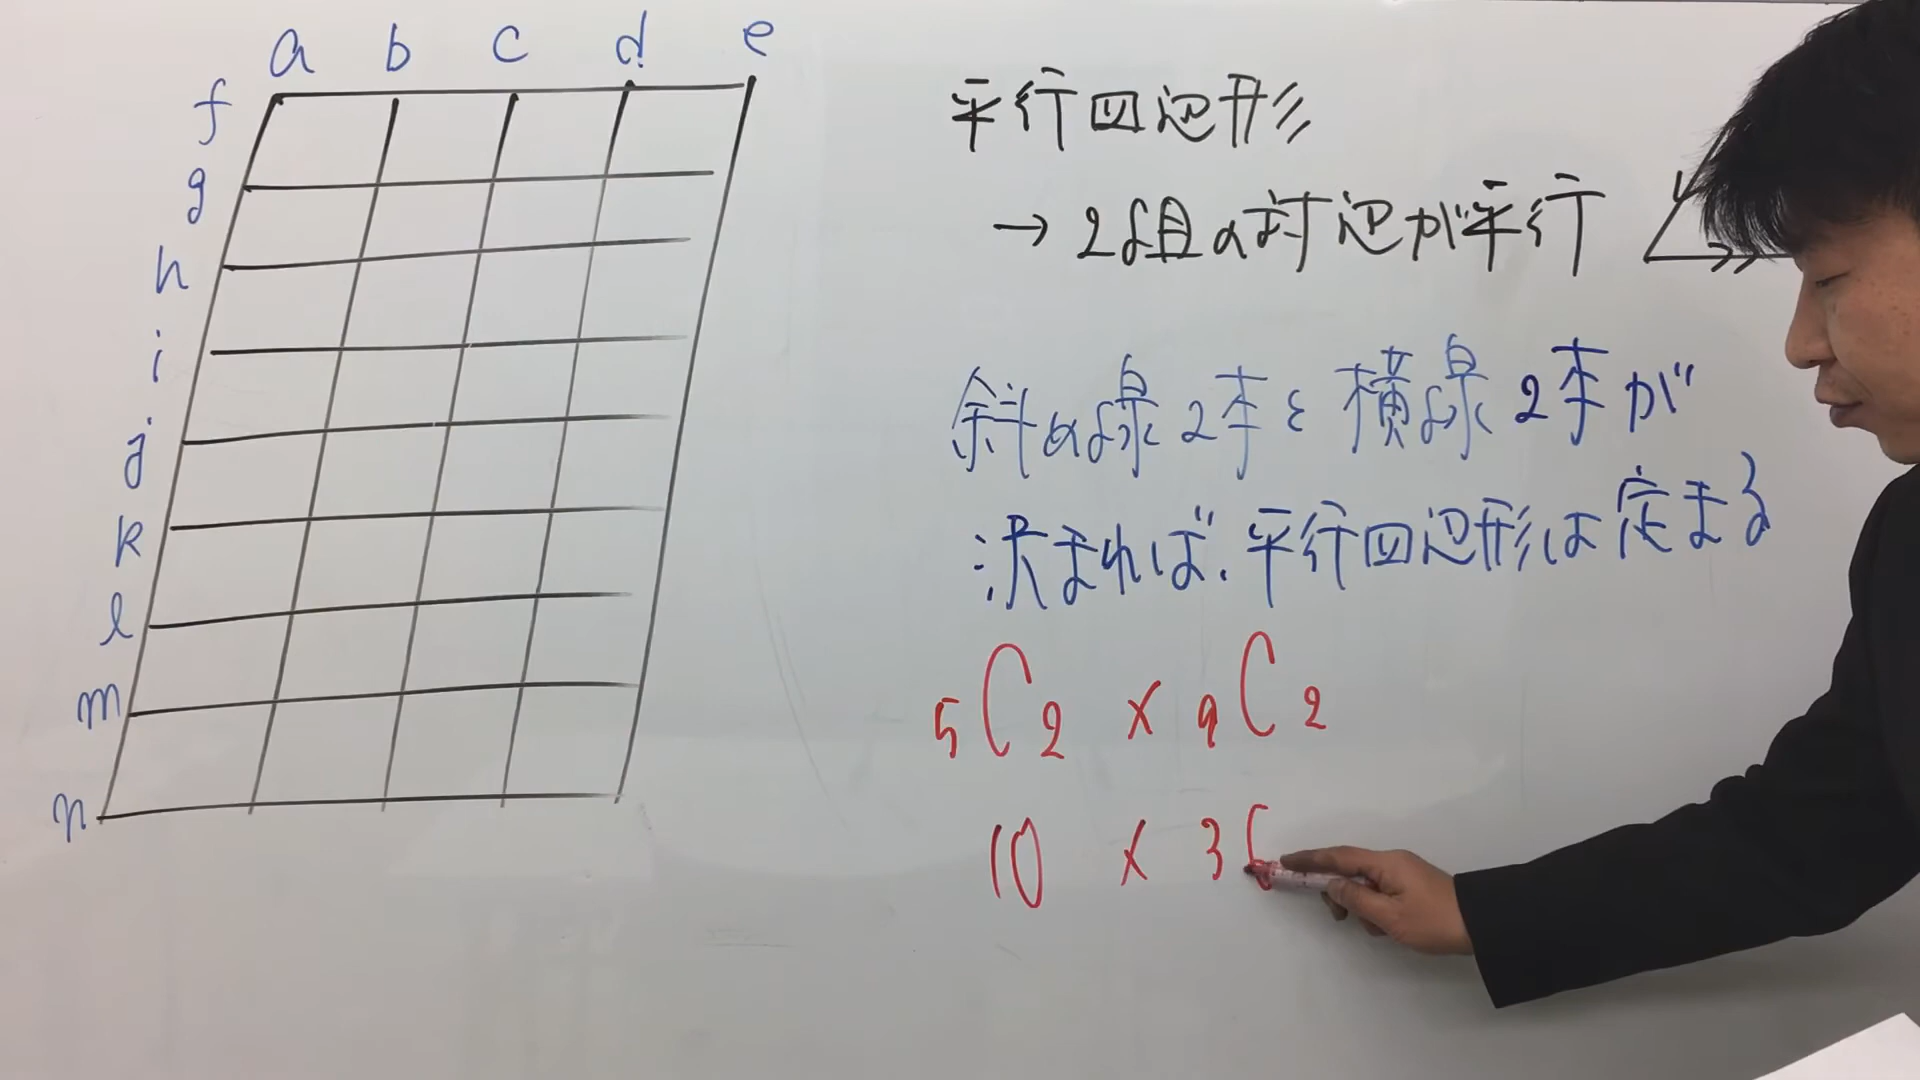 a b c d e
f
g
h
i
j
k
l
m
n
平行四辺形
→ 2組の対辺が平行
斜め線2本と横線2本が
決まれば、平行四辺形は定まる
5C2 × 9C2
10 × 36